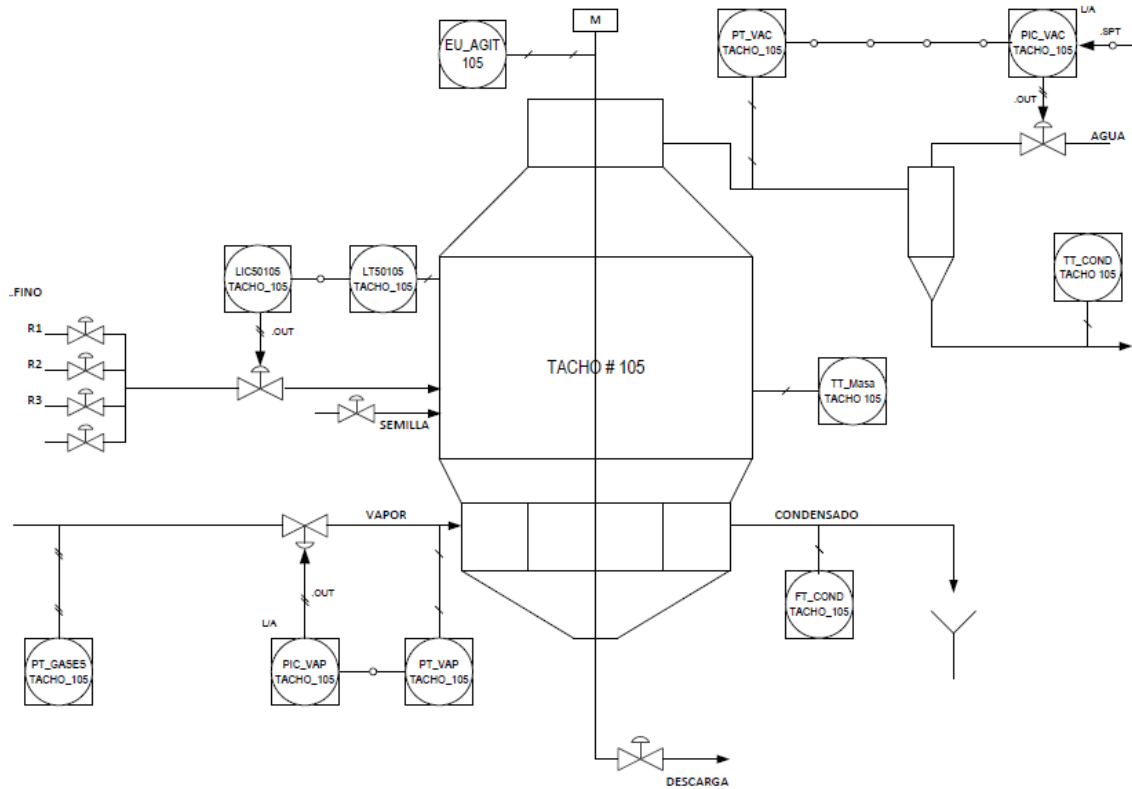 M
EU_AGIT
105
PT_VAC
TACHO_105
L/A
PIC_VAC
TACHO_105
.SPT
.OUT
AGUA
TT_COND
TACHO 105
LIC50105
TACHO_105
LT50105
TACHO_105
..FINO
R1
R2
R3
.OUT
TACHO # 105
TT_Masa
TACHO 105
SEMILLA
VAPOR
CONDENSADO
.OUT
L/A
FT_COND
TACHO_105
PT_GASES
TACHO_105
PIC_VAP
TACHO_105
PT_VAP
TACHO_105
DESCARGA